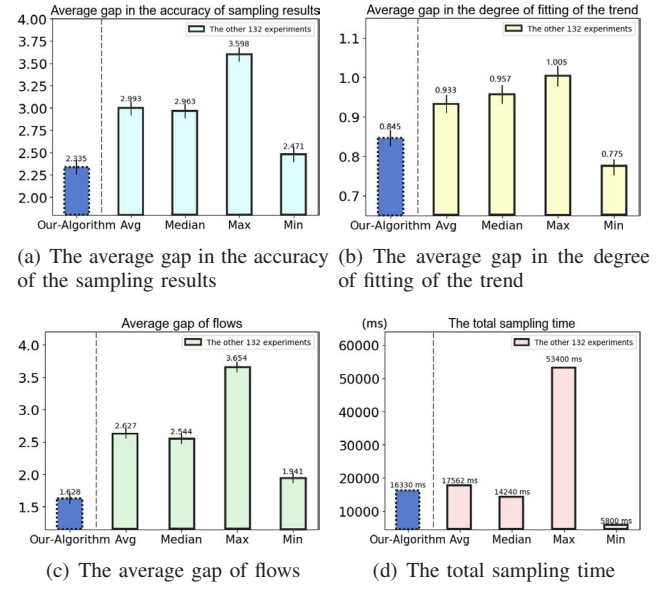 Average gap in the accuracy of sampling results
The other 132 experiments
4.00
3.75
3.50
3.25
3.00
2.75
2.50
2.25
2.00
2.335
2.993
2.963
3.598
2.471
Our-Algorithm Avg Median Max Min
(a) The average gap in the accuracy
of the sampling results
Average gap in the degree of fitting of the trend
The other 132 experiments
1.1
1.0
0.9
0.8
0.7
0.845
0.933
0.957
1.005
0.775
Our-Algorithm Avg Median Max Min
(b) The average gap in the degree
of fitting of the trend
Average gap of flows
The other 132 experiments
4.0
3.5
3.0
2.5
2.0
1.5
1.628
2.627
2.544
3.654
1.941
Our-Algorithm Avg Median Max Min
(c) The average gap of flows
(ms)
The total sampling time
The other 132 experiments
60000
50000
40000
30000
20000
10000
16330 ms
17562 ms
14240 ms
53400 ms
5800 ms
Our-Algorithm Avg Median Max Min
(d) The total sampling time